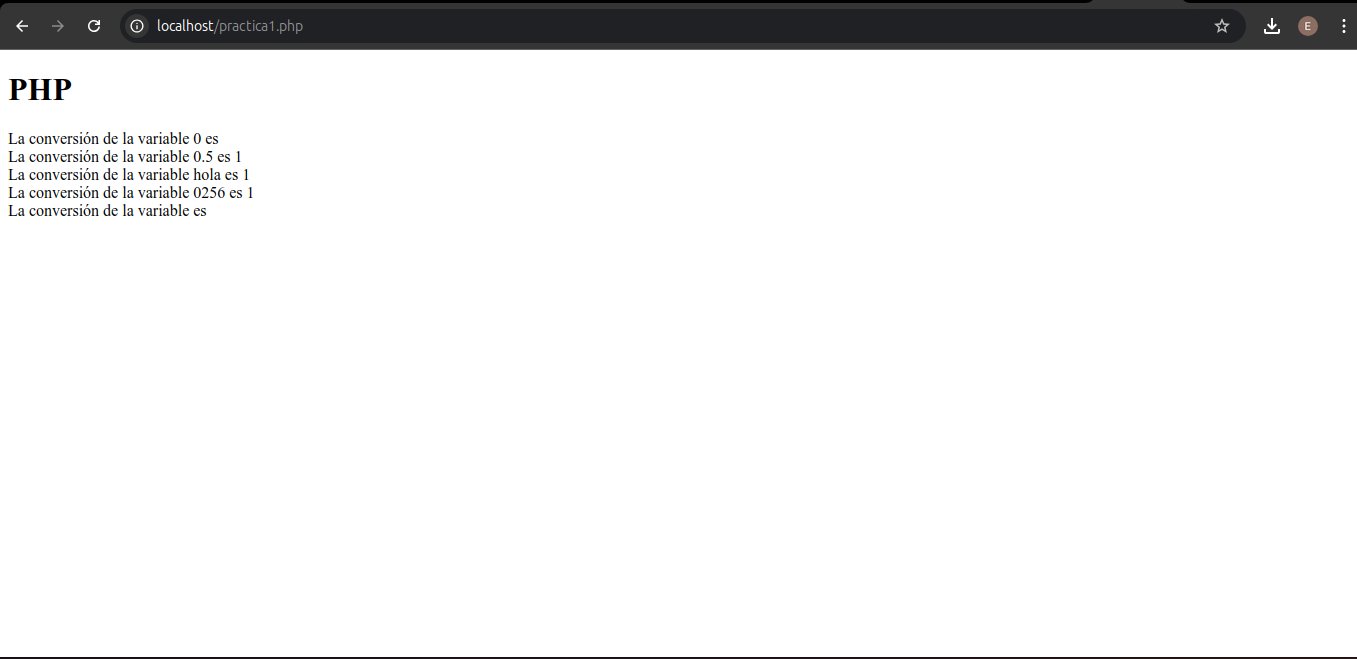 localhost/practica1.php
E
PHP
La conversión de la variable 0 es
La conversión de la variable 0.5 es 1
La conversión de la variable hola es 1
La conversión de la variable 0256 es 1
La conversión de la variable es